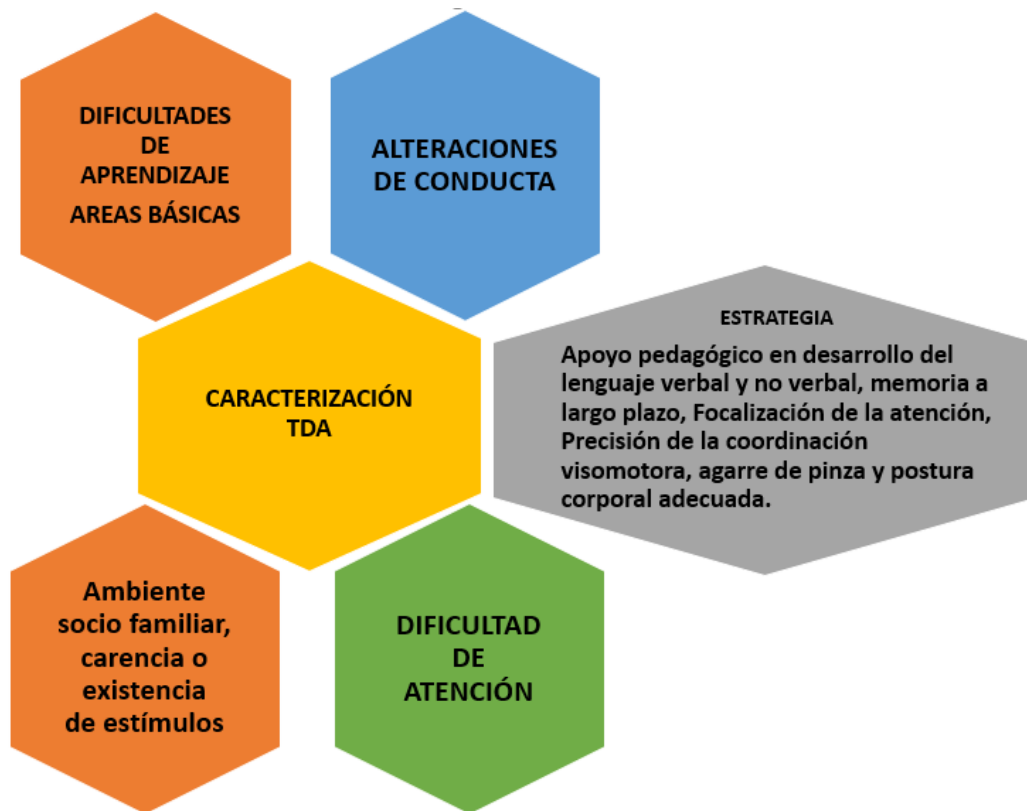 DIFICULTADES
DE
APRENDIZAJE
AREAS BÁSICAS
ALTERACIONES
DE CONDUCTA
CARACTERIZACIÓN
TDA
ESTRATEGIA
Apoyo pedagógico en desarrollo del
lenguaje verbal y no verbal, memoria a
largo plazo, Focalización de la atención,
Precisión de la coordinación
visomotora, agarre de pinza y postura
corporal adecuada.
Ambiente
socio familiar,
carencia o
existencia
de estímulos
DIFICULTAD
DE
ATENCIÓN